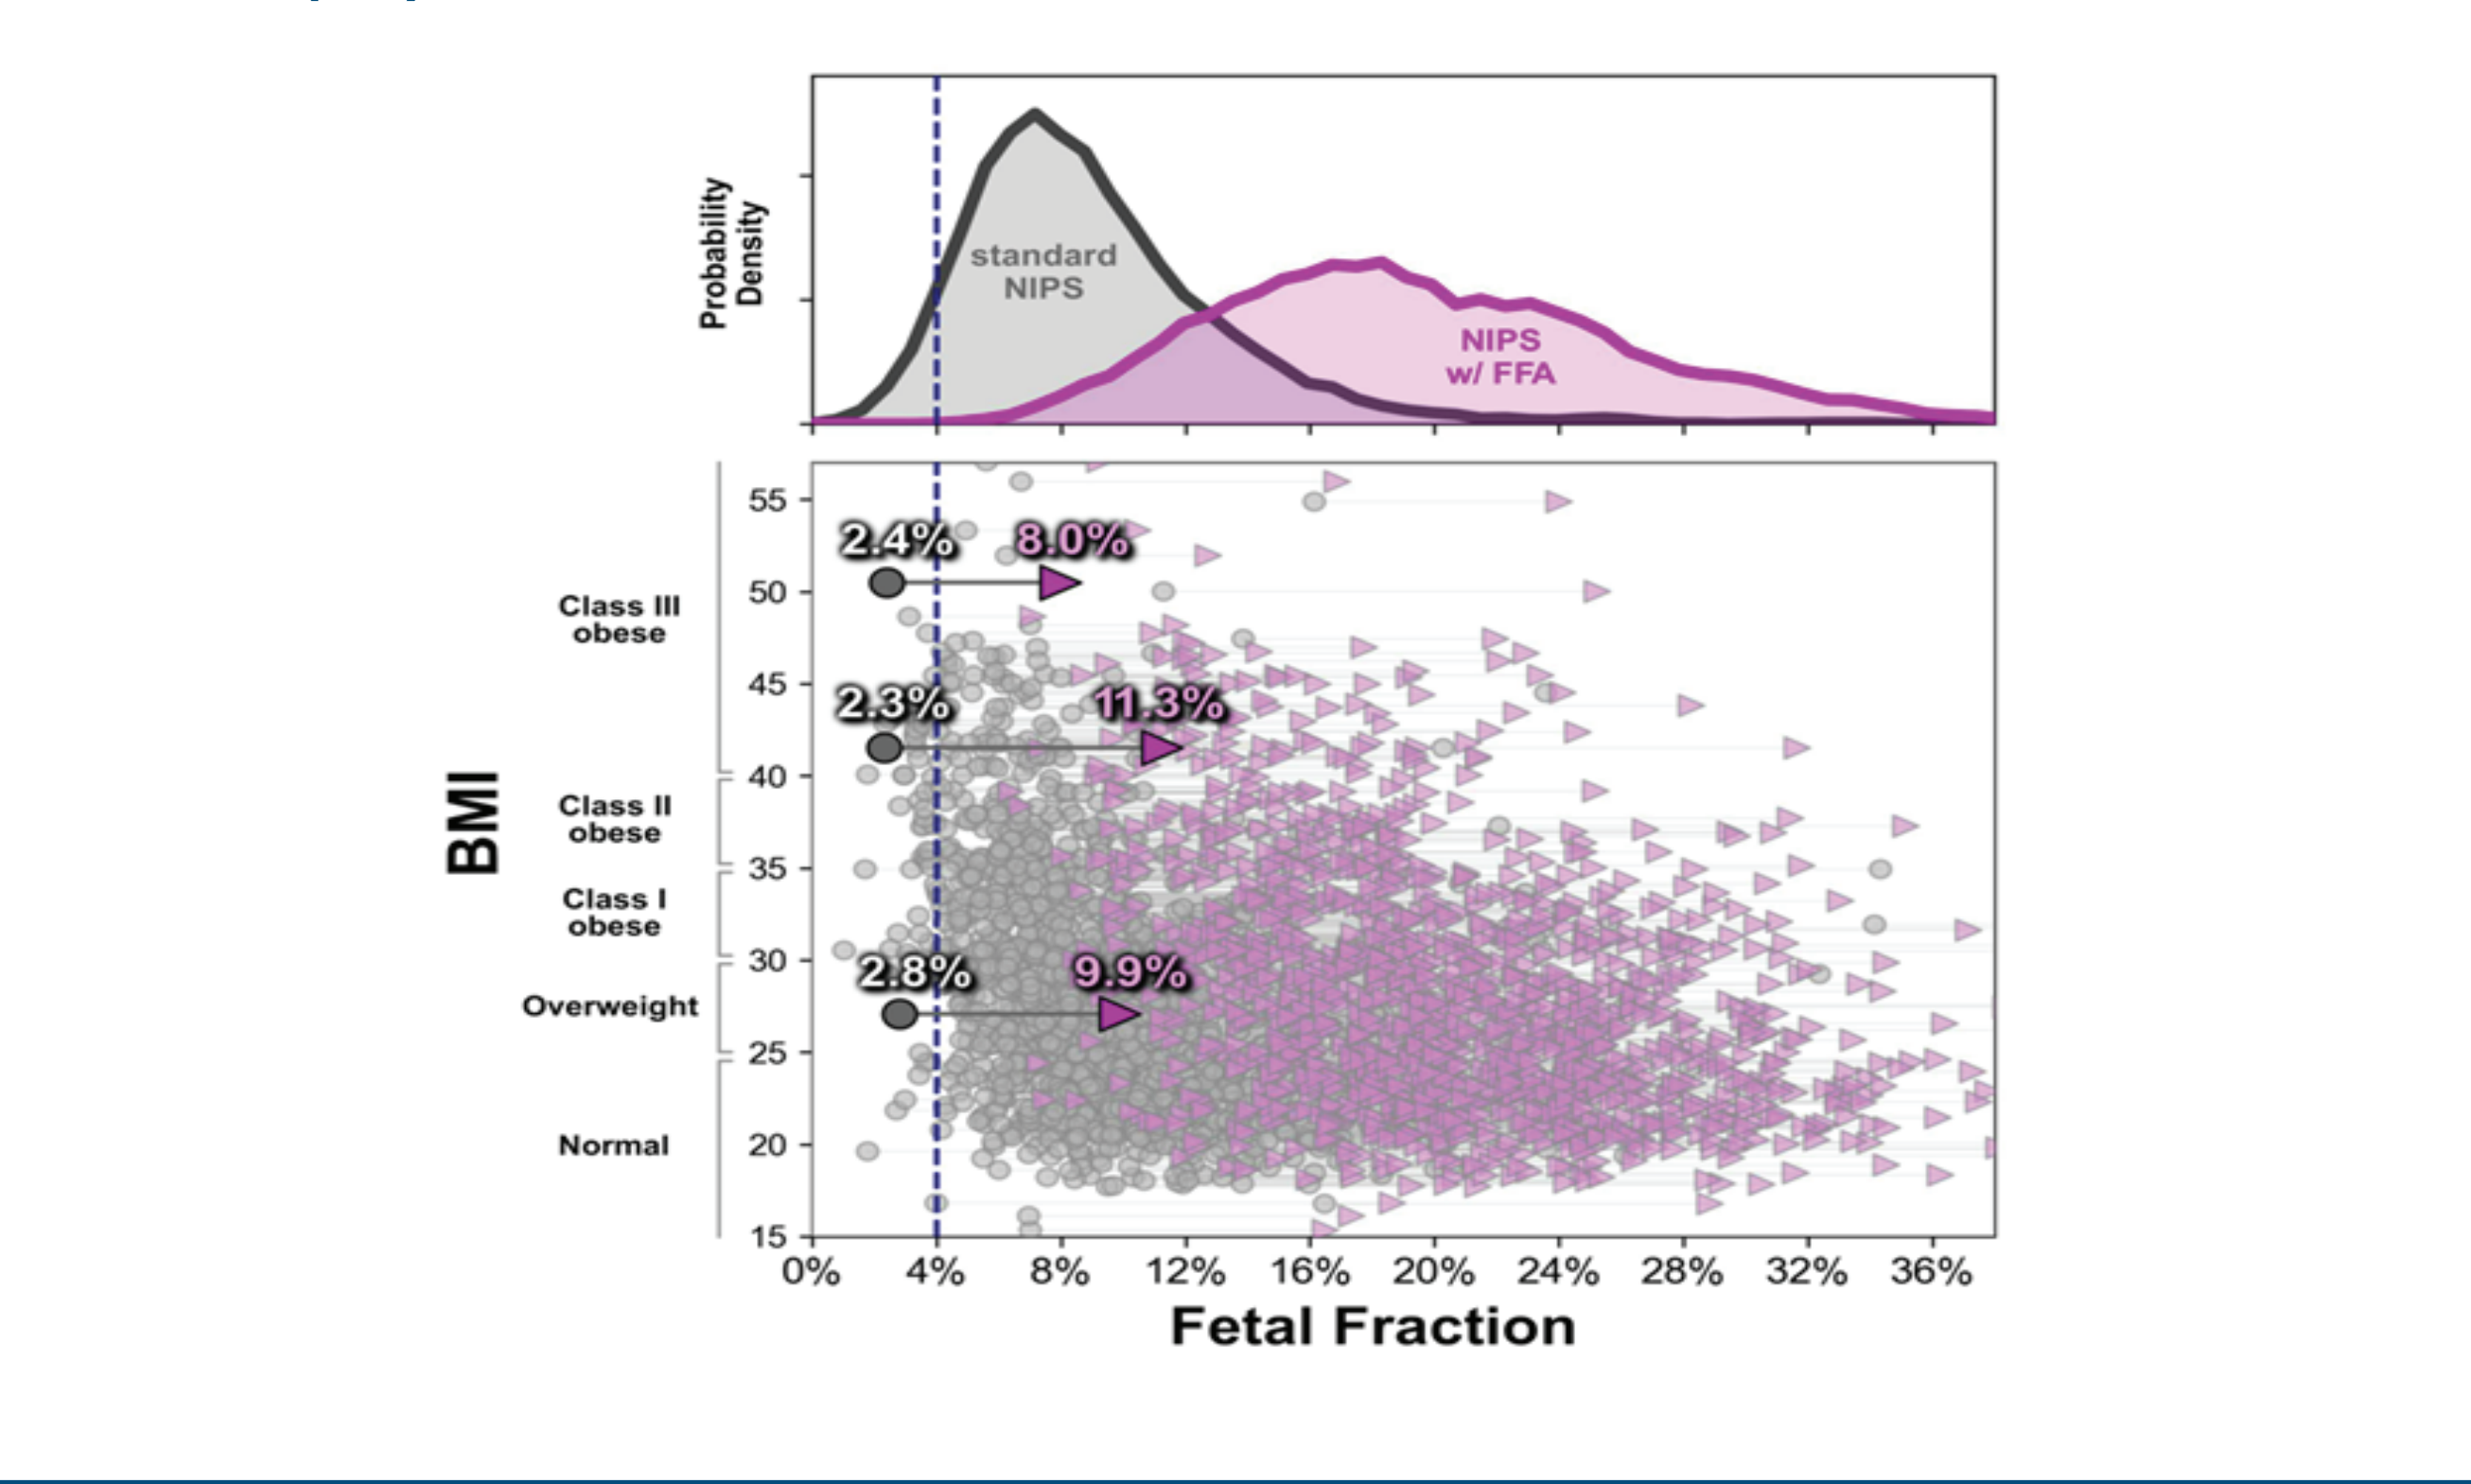 Probability
Density
standard
NIPS
NIPS
w/ FFA
BMI
Class III
obese
Class II
obese
Class I
obese
Overweight
Normal
55
50
45
40
35
30
25
20
15
2.4%
8.0%
2.3%
11.3%
2.8%
9.9%
0% 4% 8% 12% 16% 20% 24% 28% 32% 36%
Fetal Fraction